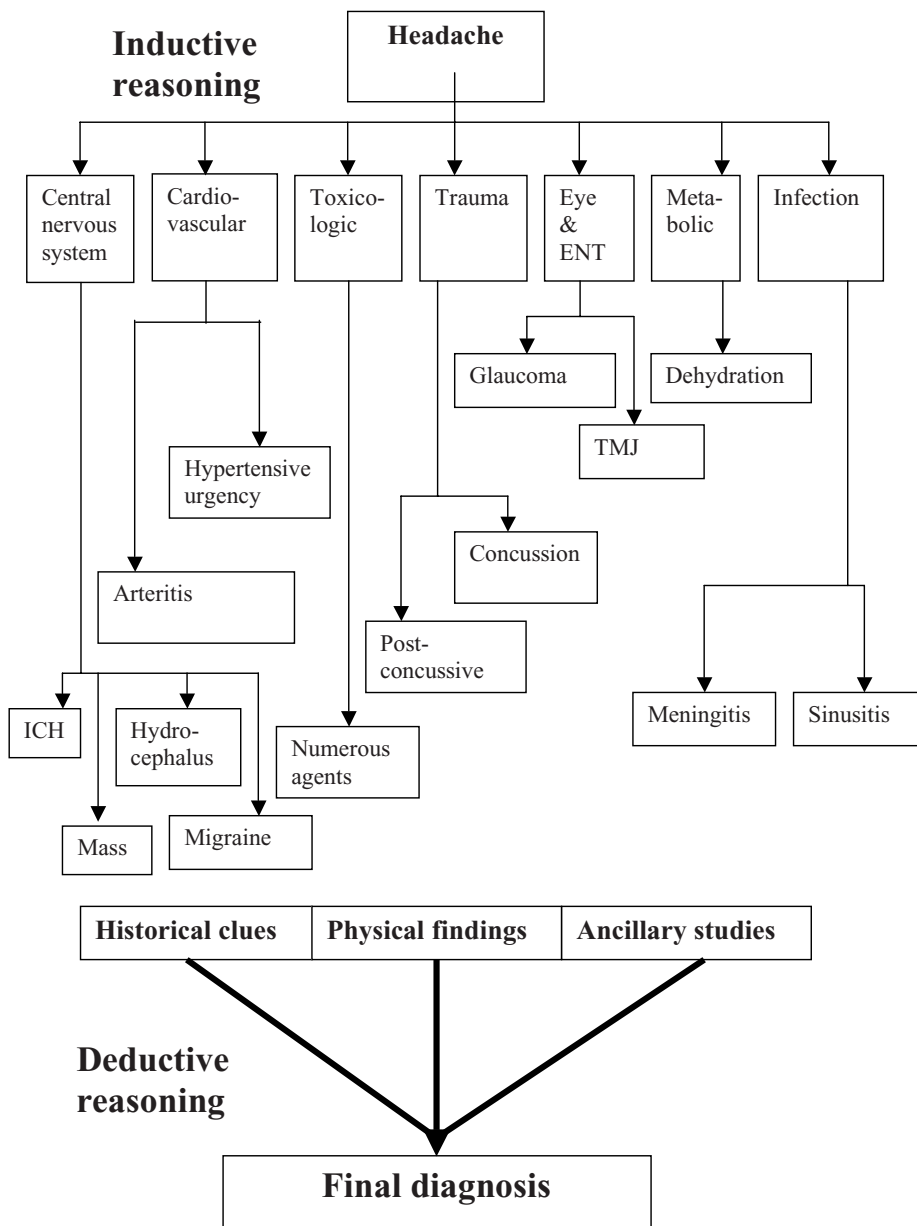 Inductive
reasoning
Headache
Central
nervous
system
Cardio-
vascular
Toxico-
logic
Trauma
Eye
&
ENT
Meta-
bolic
Infection
Glaucoma
Dehydration
TMJ
Hypertensive
urgency
Concussion
Arteritis
Post-
concussive
ICH
Hydro-
cephalus
Numerous
agents
Meningitis
Sinusitis
Mass
Migraine
Historical clues
Physical findings
Ancillary studies
Deductive
reasoning
Final diagnosis